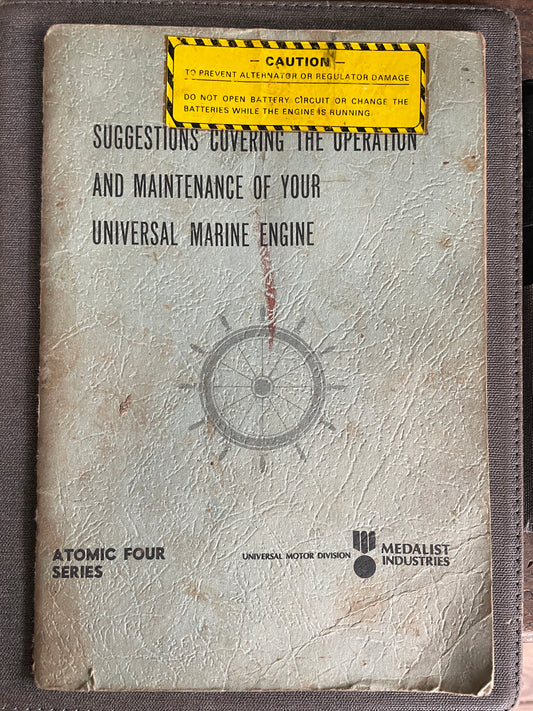 - CAUTION -
TO PREVENT ALTERNATOR OR REGULATOR DAMAGE
DO NOT OPEN BATTERY CIRCUIT OR CHANGE THE
BATTERIES WHILE THE ENGINE IS RUNNING.
SUGGESTIONS COVERING THE OPERATION
AND MAINTENANCE OF YOUR
UNIVERSAL MARINE ENGINE
ATOMIC FOUR
SERIES
UNIVERSAL MOTOR DIVISION
MEDALIST
INDUSTRIES